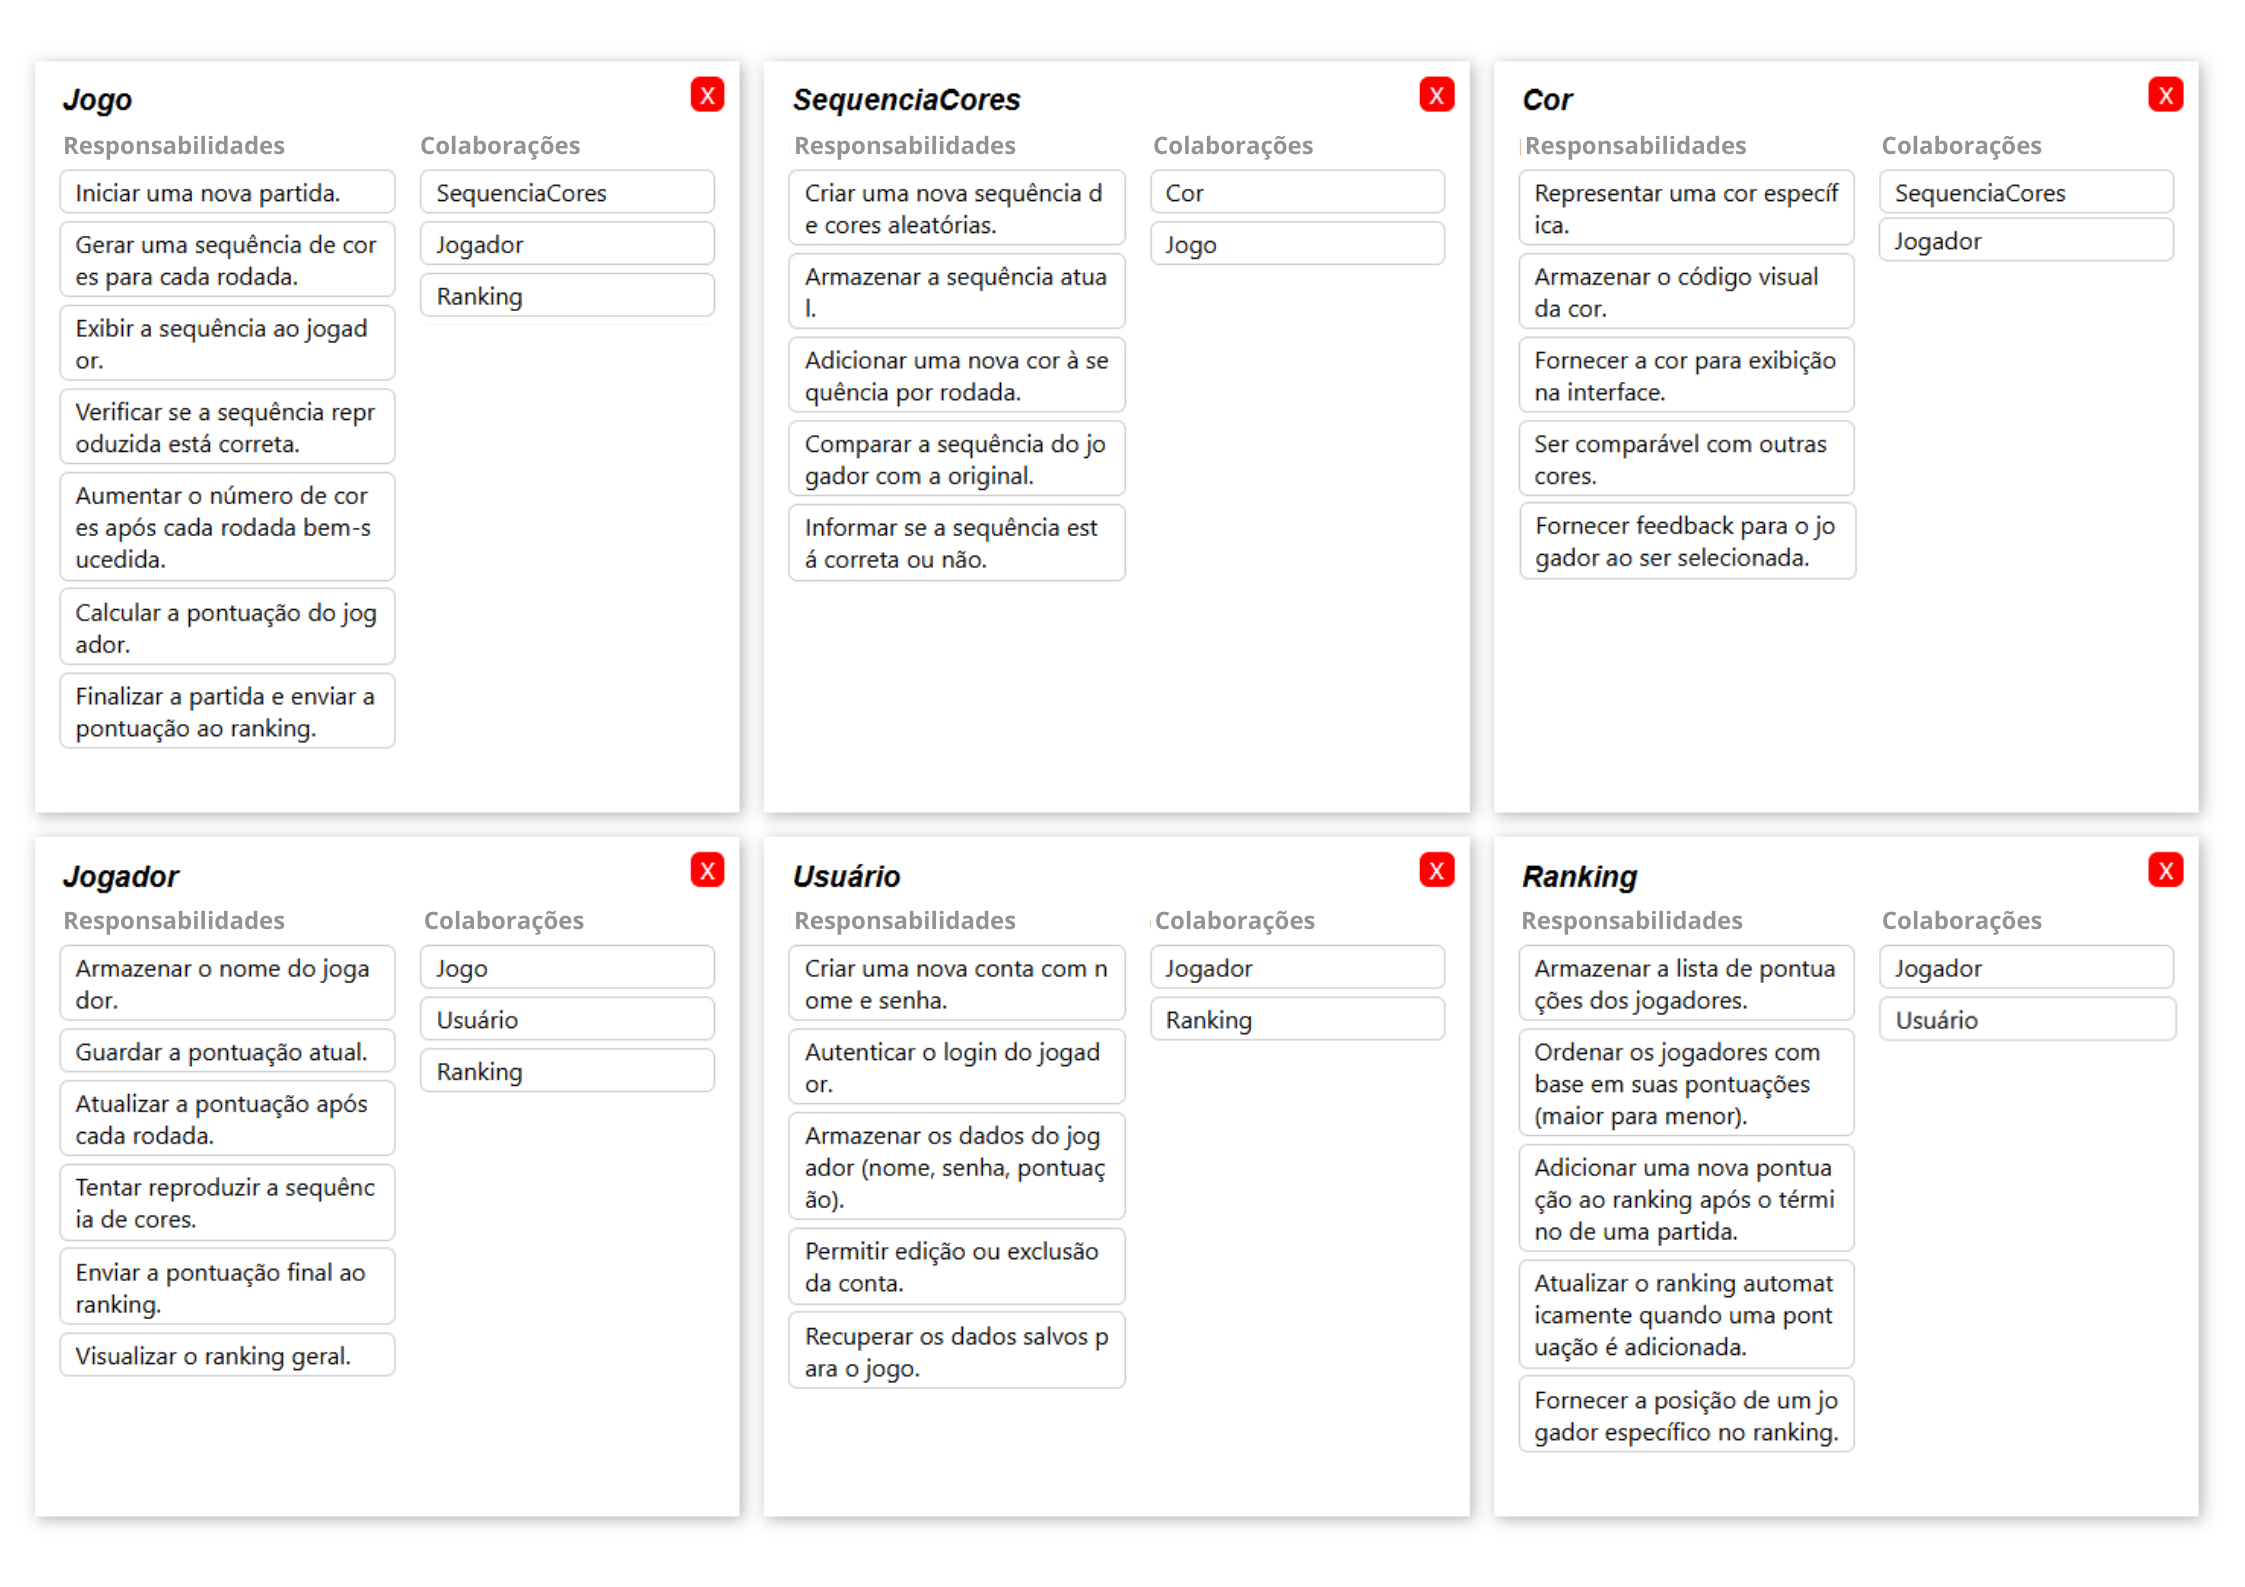 Jogo
X
Responsabilidades
Colaborações
Iniciar uma nova partida.
Gerar uma sequência de cor
es para cada rodada.
Exibir a sequência ao jogad
or.
Verificar se a sequência repr
oduzida está correta.
Aumentar o número de cor
es após cada rodada bem-s
ucedida.
Calcular a pontuação do jog
ador.
Finalizar a partida e enviar a
pontuação ao ranking.
SequenciaCores
Jogador
Ranking
SequenciaCores
X
Responsabilidades
Colaborações
Criar uma nova sequência d
e cores aleatórias.
Armazenar a sequência atua
l.
Adicionar uma nova cor à se
quência por rodada.
Comparar a sequência do jo
gador com a original.
Informar se a sequência est
á correta ou não.
Cor
Jogo
Cor
X
Responsabilidades
Colaborações
Representar uma cor específ
ica.
Armazenar o código visual
da cor.
Fornecer a cor para exibição
na interface.
Ser comparável com outras
cores.
Fornecer feedback para o jo
gador ao ser selecionada.
SequenciaCores
Jogador
Jogador
X
Responsabilidades
Colaborações
Armazenar o nome do joga
dor.
Guardar a pontuação atual.
Atualizar a pontuação após
cada rodada.
Tentar reproduzir a sequênc
ia de cores.
Enviar a pontuação final ao
ranking.
Visualizar o ranking geral.
Jogo
Usuário
Ranking
Usuário
X
Responsabilidades
Colaborações
Criar uma nova conta com n
ome e senha.
Autenticar o login do jogad
or.
Armazenar os dados do jog
ador (nome, senha, pontuaç
ão).
Permitir edição ou exclusão
da conta.
Recuperar os dados salvos p
ara o jogo.
Jogador
Ranking
Ranking
X
Responsabilidades
Colaborações
Armazenar a lista de pontua
ções dos jogadores.
Ordenar os jogadores com
base em suas pontuações
(maior para menor).
Adicionar uma nova pontua
ção ao ranking após o térmi
no de uma partida.
Atualizar o ranking automat
icamente quando uma pont
uação é adicionada.
Fornecer a posição de um jo
gador específico no ranking.
Jogador
Usuário